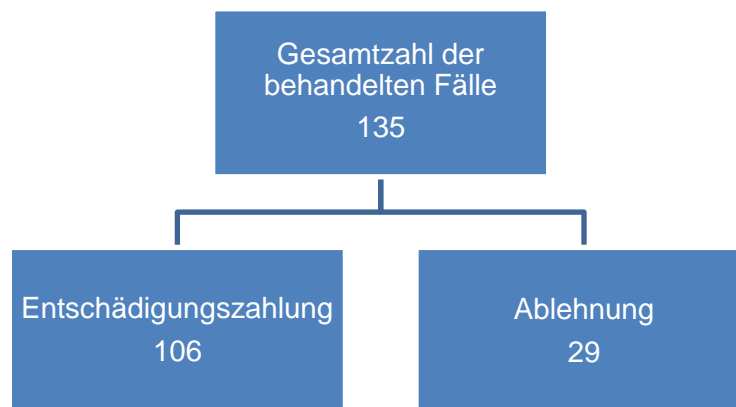 Gesamtzahl der
behandelten Fälle
135
Entschädigungszahlung
106
Ablehnung
29